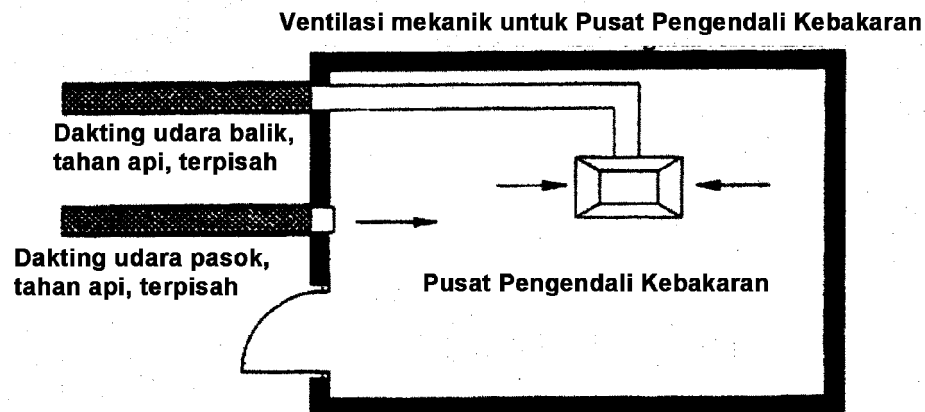 Ventilasi mekanik untuk Pusat Pengendali Kebakaran
Dakting udara balik,
tahan api, terpisah
Dakting udara pasok,
tahan api, terpisah
Pusat Pengendali Kebakaran